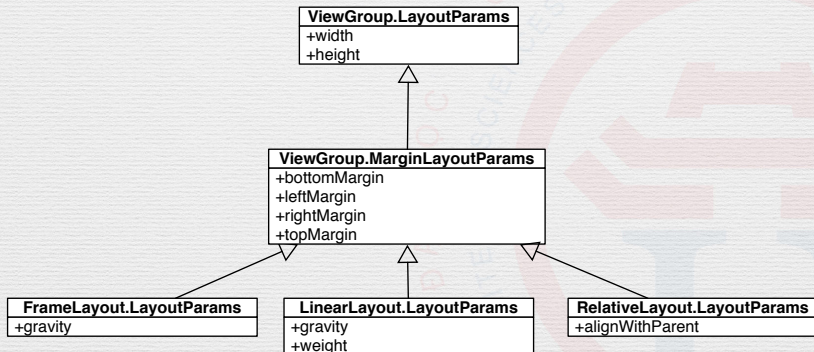 ViewGroup.LayoutParams
+width
+height
ViewGroup.MarginLayoutParams
+bottomMargin
+leftMargin
+rightMargin
+topMargin
FrameLayout.LayoutParams
+gravity
LinearLayout.LayoutParams
+gravity
+weight
RelativeLayout.LayoutParams
+alignWithParent